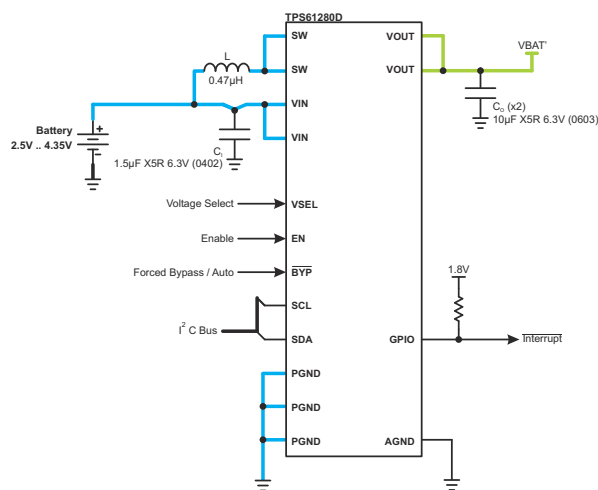 TPS61280D
SW
VOUT
VBAT'
L
SW
VOUT
0.47µH
C_O (x2)
10µF X5R 6.3V (0603)
VIN
Battery
2.5V .. 4.35V
+
-
VIN
C_I
1.5µF X5R 6.3V (0402)
Voltage Select
VSEL
Enable
EN
Forced Bypass / Auto
BYP
1.8V
SCL
I² C Bus
SDA
GPIO
Interrupt
PGND
PGND
PGND
AGND